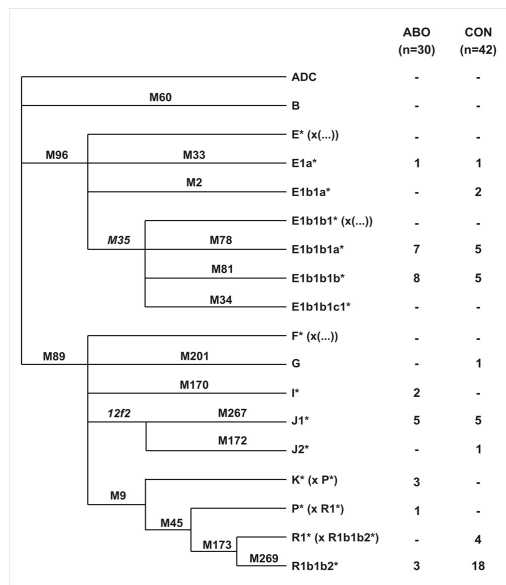 ABO CON
(n=30) (n=42)
ADC - -
M60
B - -
E* (x(...)) - -
M96 M33
E1a* 1 1
M2
E1b1a* - 2
E1b1b1* (x(...)) - -
M35 M78
E1b1b1a* 7 5
M81
E1b1b1b* 8 5
M34
E1b1b1c1* - -
F* (x(...)) - -
M89 M201
G - 1
M170
I* 2 -
12f2 M267
J1* 5 5
M172
J2* - 1
K* (x P*) 3 -
M9
P* (x R1*) 1 -
M45
R1* (x R1b1b2*) - 4
M173 M269
R1b1b2* 3 18